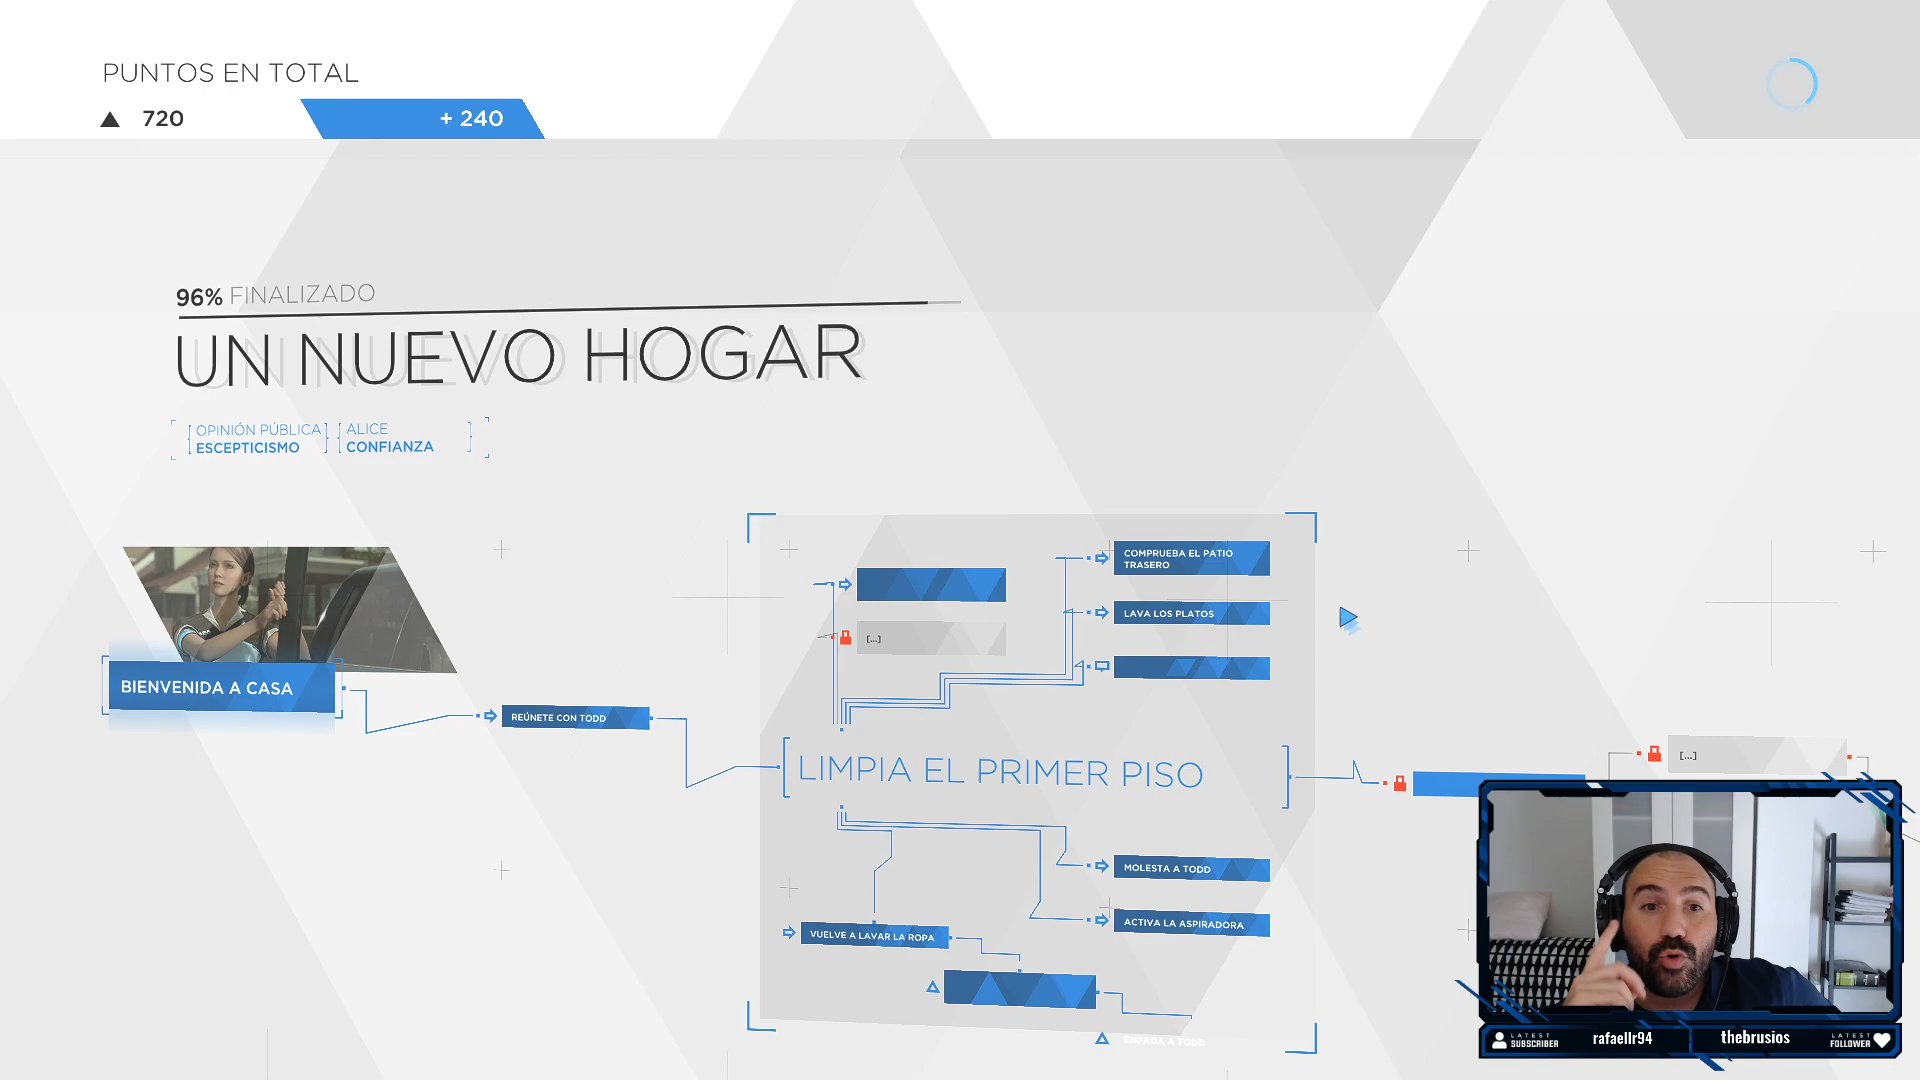 PUNTOS EN TOTAL
720
+ 240
96% FINALIZADO
UN NUEVO HOGAR
OPINIÓN PÚBLICA
ESCEPTICISMO
ALICE
CONFIANZA
COMPRUEBA EL PATIO
TRASERO
[...]
LAVA LOS PLATOS
BIENVENIDA A CASA
REÚNETE CON TODD
LIMPIA EL PRIMER PISO
[...]
MOLESTA A TODD
ACTIVA LA ASPIRADORA
VUELVE A LAVAR LA ROPA
ENFADA A TODD
LATEST
SUBSCRIBER
rafaellr94
thebrusios
LATEST
FOLLOWER